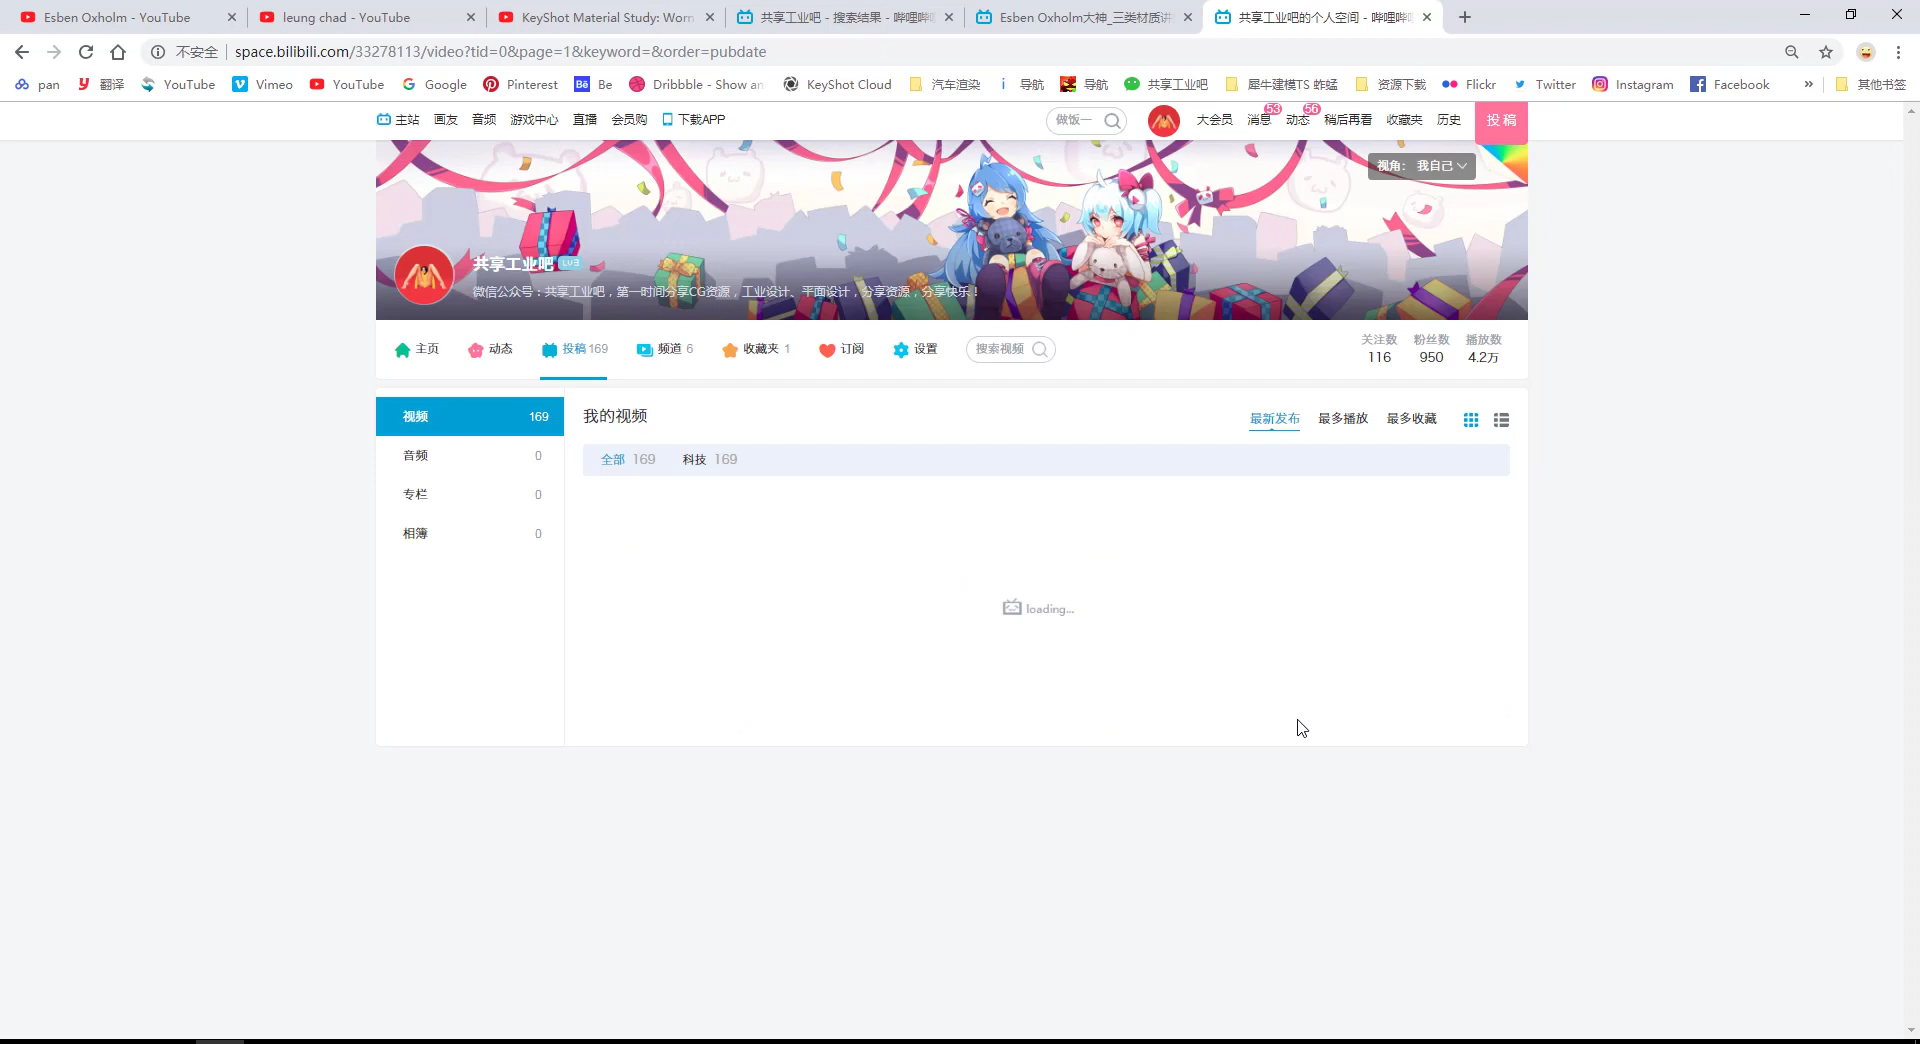 Esben Oxholm - YouTube
leung chad - YouTube
KeyShot Material Study: Worn
共享工业吧 - 搜索结果 - 哔哩哔哩
Esben Oxholm大神_三类材质讲
共享工业吧的个人空间 - 哔哩哔哩
不安全 space.bilibili.com/33278113/video?tid=0&page=1&keyword=&order=pubdate
pan 翻译 YouTube Vimeo YouTube Google Pinterest Bē Be Dribbble - Show an KeyShot Cloud 汽车渲染 i 导航 导航 共享工业吧 犀牛建模TS 蚱蜢 资源下载 Flickr Twitter Instagram Facebook » 其他书签
主站 画友 音频 游戏中心 直播 会员购 下载APP 做饭一 大会员 消息 53 动态 56 稍后再看 收藏夹 历史 投稿
视角： 我自己
共享工业吧 LV3
微信公众号：共享工业吧，第一时间分享CG资源，工业设计、平面设计，分享资源，分享快乐！
主页 动态 投稿 169 频道 6 收藏夹 1 订阅 设置 搜索视频
关注数 粉丝数 播放数
116 950 4.2万
视频 169
音频 0
专栏 0
相簿 0
我的视频 最新发布 最多播放 最多收藏
全部 169 科技 169
loading...